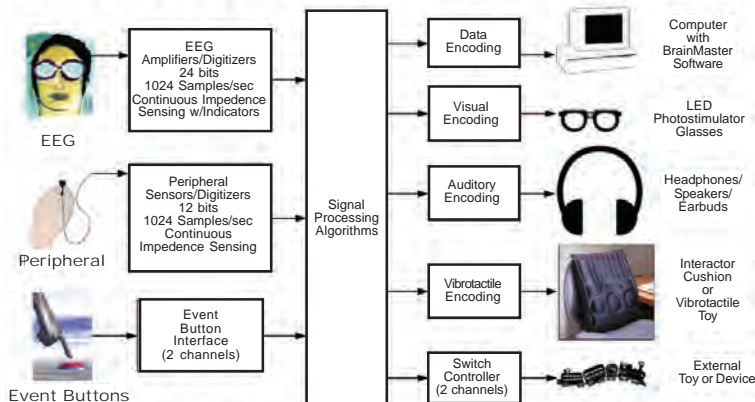 EEG
Amplifiers/Digitizers
24 bits
1024 Samples/sec
Continuous Impedence
Sensing w/Indicators
EEG
Peripheral
Sensors/Digitizers
12 bits
1024 Samples/sec
Continuous
Impedence Sensing
Peripheral
Event
Button
Interface
(2 channels)
Event Buttons
Signal
Processing
Algorithms
Data
Encoding
Computer
with
BrainMaster
Software
Visual
Encoding
LED
Photostimulator
Glasses
Auditory
Encoding
Headphones/
Speakers/
Earbuds
Vibrotactile
Encoding
Interactor
Cushion
or
Vibrotactile
Toy
Switch
Controller
(2 channels)
External
Toy or Device